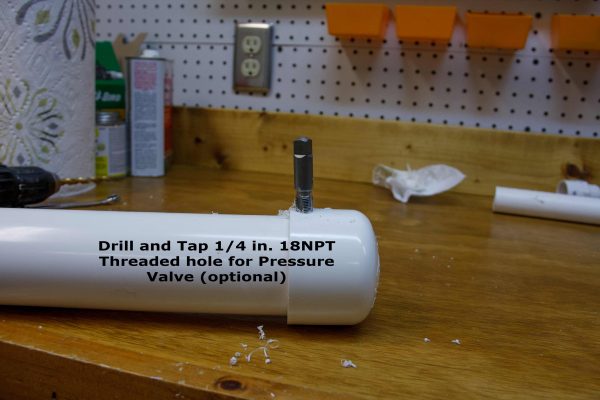 Drill and Tap 1/4 in. 18NPT
Threaded hole for Pressure
Valve (optional)